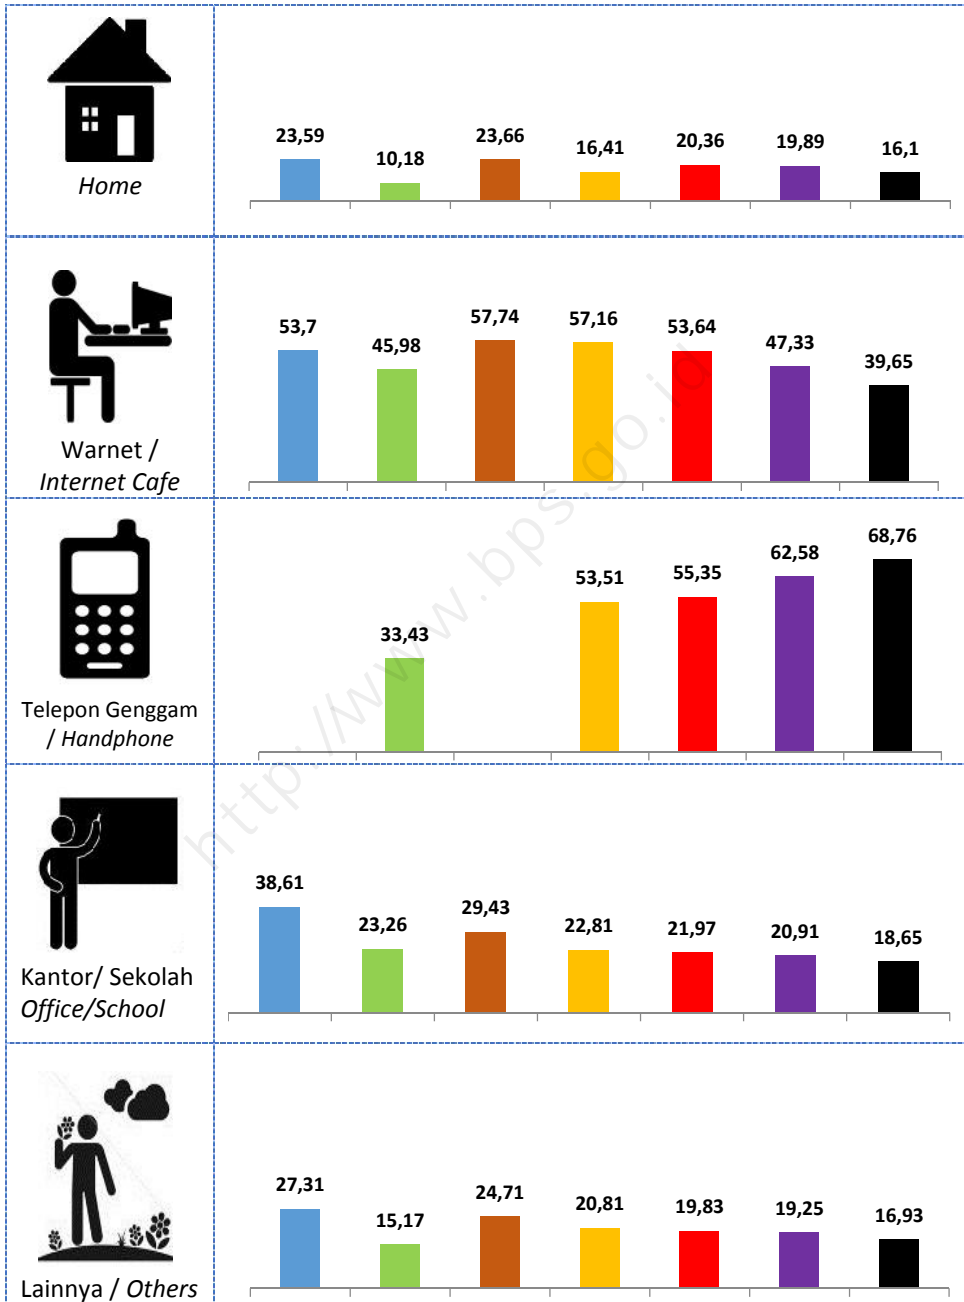 23,59 10,18 23,66 16,41 20,36 19,89 16,1
Home
53,7 45,98 57,74 57,16 53,64 47,33 39,65
Warnet /
Internet Cafe
33,43 53,51 55,35 62,58 68,76
Telepon Genggam
/ Handphone
38,61 23,26 29,43 22,81 21,97 20,91 18,65
Kantor/ Sekolah
Office/School
27,31 15,17 24,71 20,81 19,83 19,25 16,93
Lainnya / Others
http://www.bps.go.id